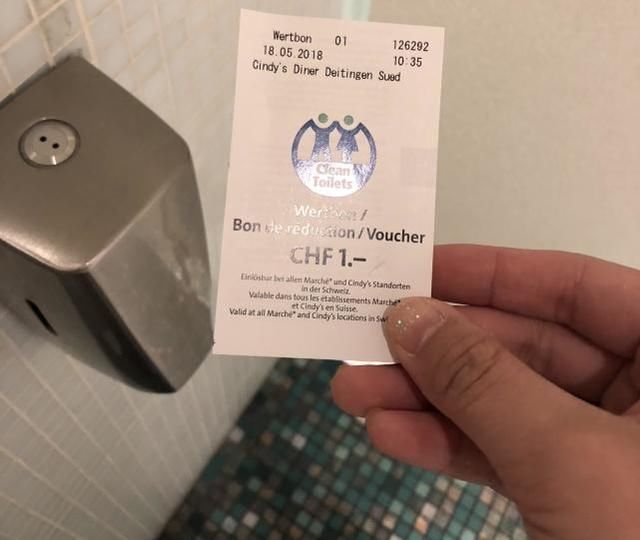 Wertbon 01 126292
18.05.2018 10:35
Cindy's Diner Deitingen Sued
Clean
Toilets
Wertbon /
Bon de réduction / Voucher
CHF 1.–
Einlösbar bei allen Marché® und Cindy's Standorten
in der Schweiz.
Valable dans tous les établissements Marché®
et Cindy's en Suisse.
Valid at all Marché® and Cindy's locations in